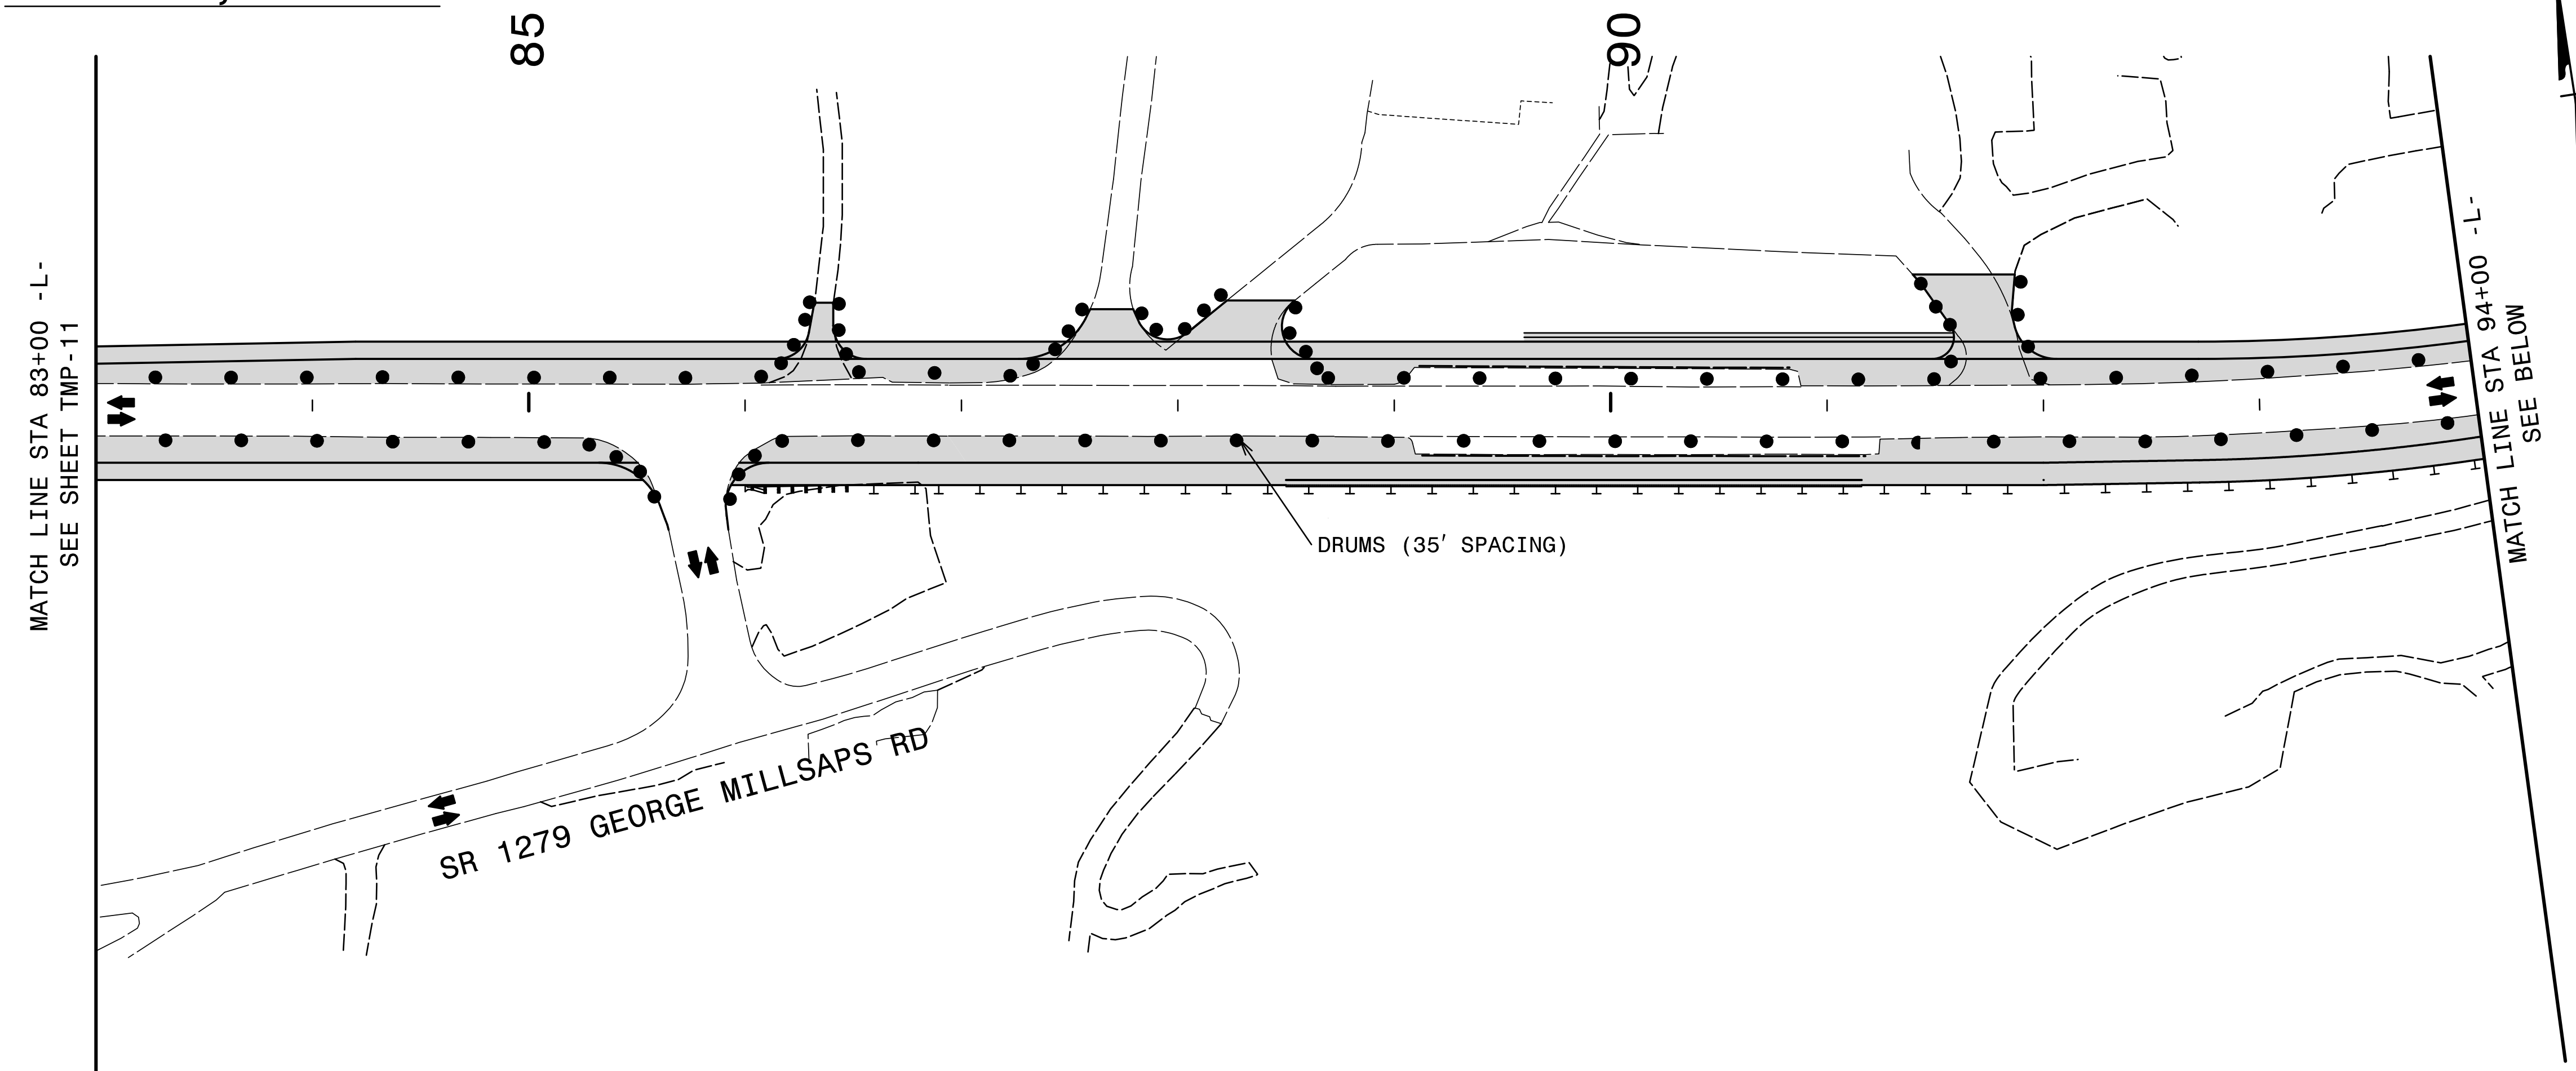 85
90
MATCH LINE STA 83+00 -L-
SEE SHEET TMP-11
MATCH LINE STA 94+00 -L-
SEE BELOW
DRUMS (35' SPACING)
SR 1279 GEORGE MILLSAPS RD